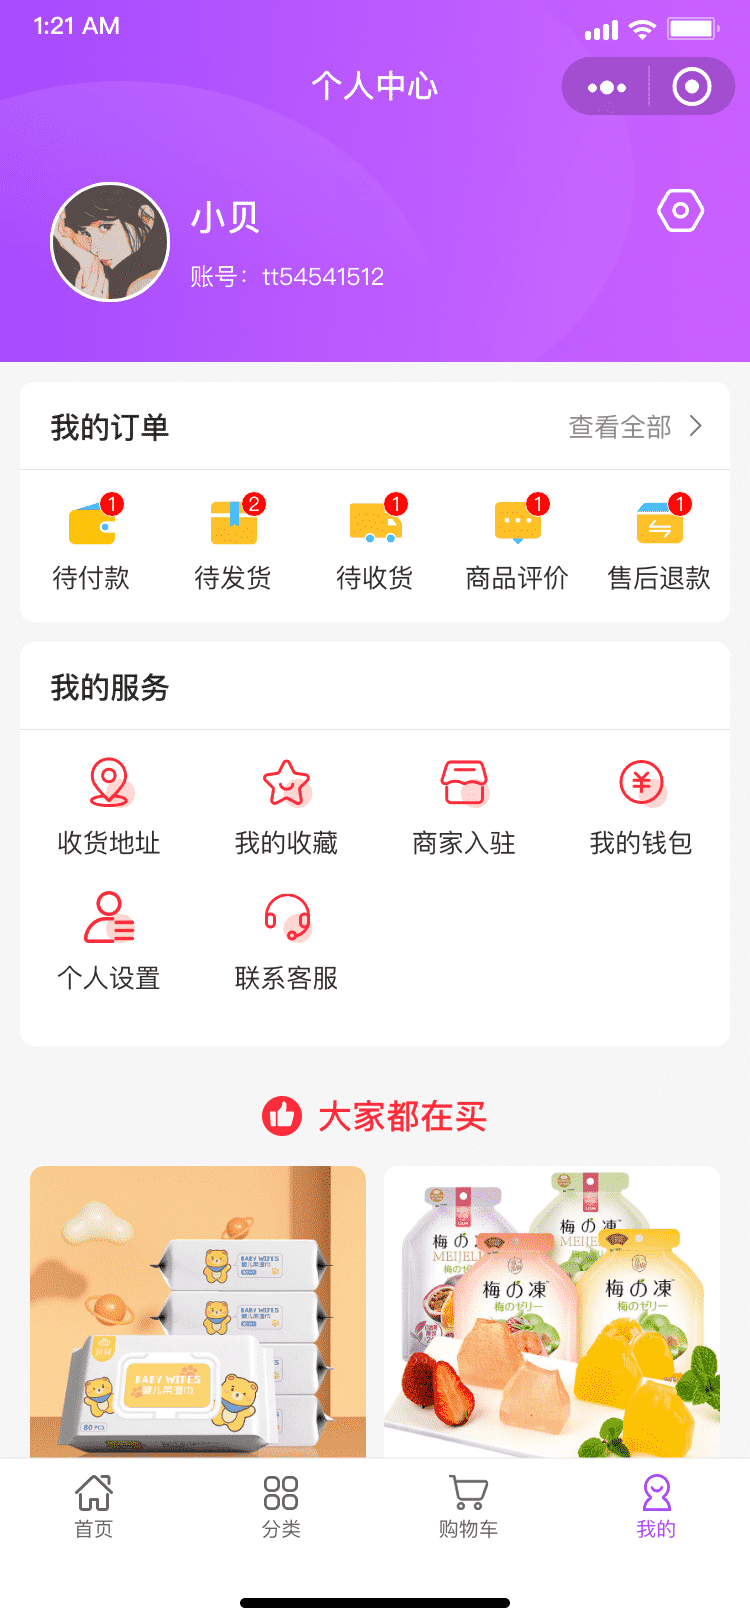 1:21 AM
个人中心
小贝
账号：tt54541512
我的订单
查看全部
1
2
1
1
1
待付款
待发货
待收货
商品评价
售后退款
我的服务
收货地址
我的收藏
商家入驻
我的钱包
个人设置
联系客服
大家都在买
BABY WIPES
婴儿柔湿巾
BABY WIPES
婴儿柔湿巾
BABY WIPES
婴儿柔湿巾
80 PCS
梅の凍
MEIJELL
梅のゼ
梅の凍
梅の凍
梅のゼリー
梅の凍
梅のゼリー
首页
分类
购物车
我的